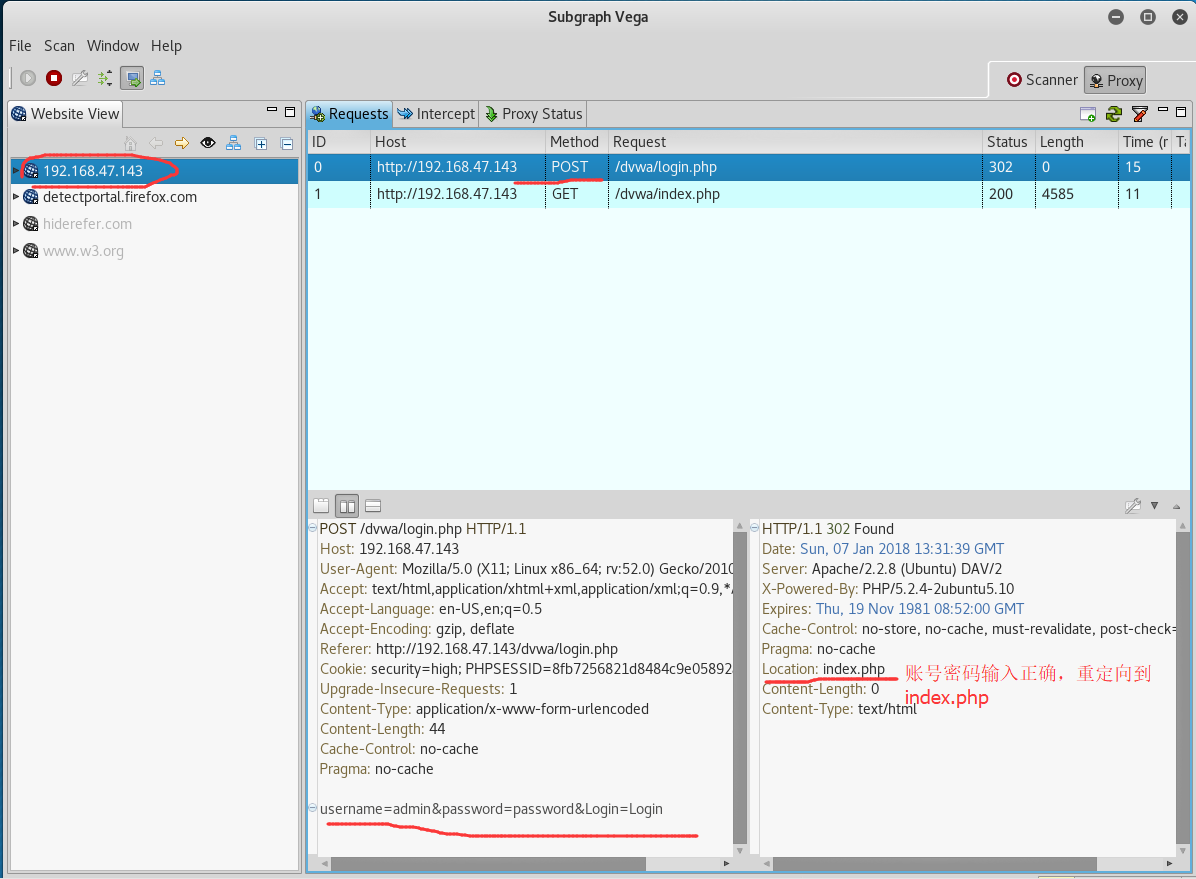 Subgraph Vega
File Scan Window Help
Scanner Proxy
Website View
192.168.47.143
detectportal.firefox.com
hiderefer.com
www.w3.org
Requests Intercept Proxy Status
ID Host Method Request Status Length Time (r
0 http://192.168.47.143 POST /dvwa/login.php 302 0 15
1 http://192.168.47.143 GET /dvwa/index.php 200 4585 11
POST /dvwa/login.php HTTP/1.1
Host: 192.168.47.143
User-Agent: Mozilla/5.0 (X11; Linux x86_64; rv:52.0) Gecko/2010
Accept: text/html,application/xhtml+xml,application/xml;q=0.9,*/
Accept-Language: en-US,en;q=0.5
Accept-Encoding: gzip, deflate
Referer: http://192.168.47.143/dvwa/login.php
Cookie: security=high; PHPSESSID=8fb7256821d8484c9e05892
Upgrade-Insecure-Requests: 1
Content-Type: application/x-www-form-urlencoded
Content-Length: 44
Cache-Control: no-cache
Pragma: no-cache
username=admin&password=password&Login=Login
HTTP/1.1 302 Found
Date: Sun, 07 Jan 2018 13:31:39 GMT
Server: Apache/2.2.8 (Ubuntu) DAV/2
X-Powered-By: PHP/5.2.4-2ubuntu5.10
Expires: Thu, 19 Nov 1981 08:52:00 GMT
Cache-Control: no-store, no-cache, must-revalidate, post-check=
Pragma: no-cache
Location: index.php
账号密码输入正确，重定向到
index.php
Content-Length: 0
Content-Type: text/html